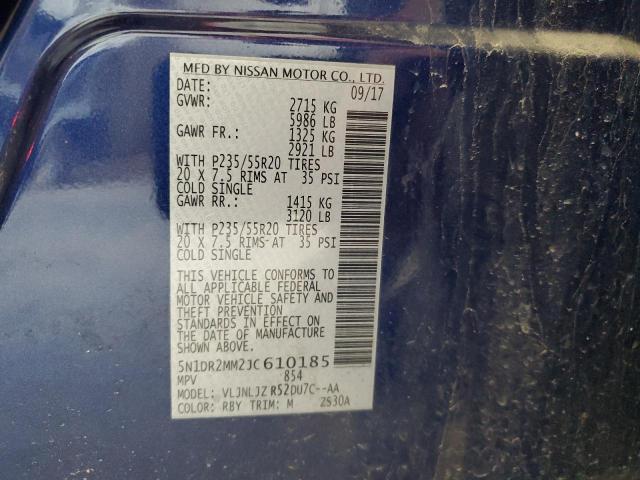 MFD BY NISSAN MOTOR CO., LTD.
DATE: 09/17
GVWR: 2715 KG
5986 LB
GAWR FR.: 1325 KG
2921 LB
WITH P235/55R20 TIRES
20 X 7.5 RIMS AT 35 PSI
COLD SINGLE
GAWR RR.: 1415 KG
3120 LB
WITH P235/55R20 TIRES
20 X 7.5 RIMS AT 35 PSI
COLD SINGLE
THIS VEHICLE CONFORMS TO
ALL APPLICABLE FEDERAL
MOTOR VEHICLE SAFETY AND
THEFT PREVENTION
STANDARDS IN EFFECT ON
THE DATE OF MANUFACTURE
SHOWN ABOVE.
5N1DR2MM2JC610185
MPV 854
MODEL: VLJNLJZ R52DU7C--AA
COLOR: RBY TRIM: M ZS30A